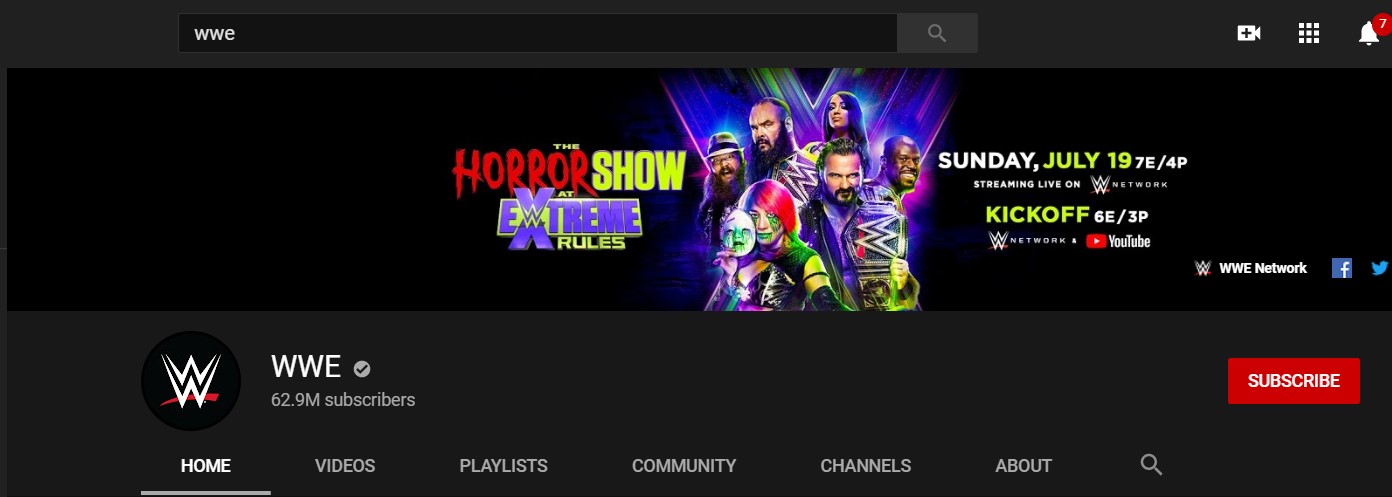 wwe
7
THE
HORROR SHOW
AT
EXTREME
RULES
SUNDAY, JULY 19 7E/4P
STREAMING LIVE ON W NETWORK
KICKOFF 6E/3P
W NETWORK & YouTube
WWE Network
WWE
62.9M subscribers
SUBSCRIBE
HOME VIDEOS PLAYLISTS COMMUNITY CHANNELS ABOUT